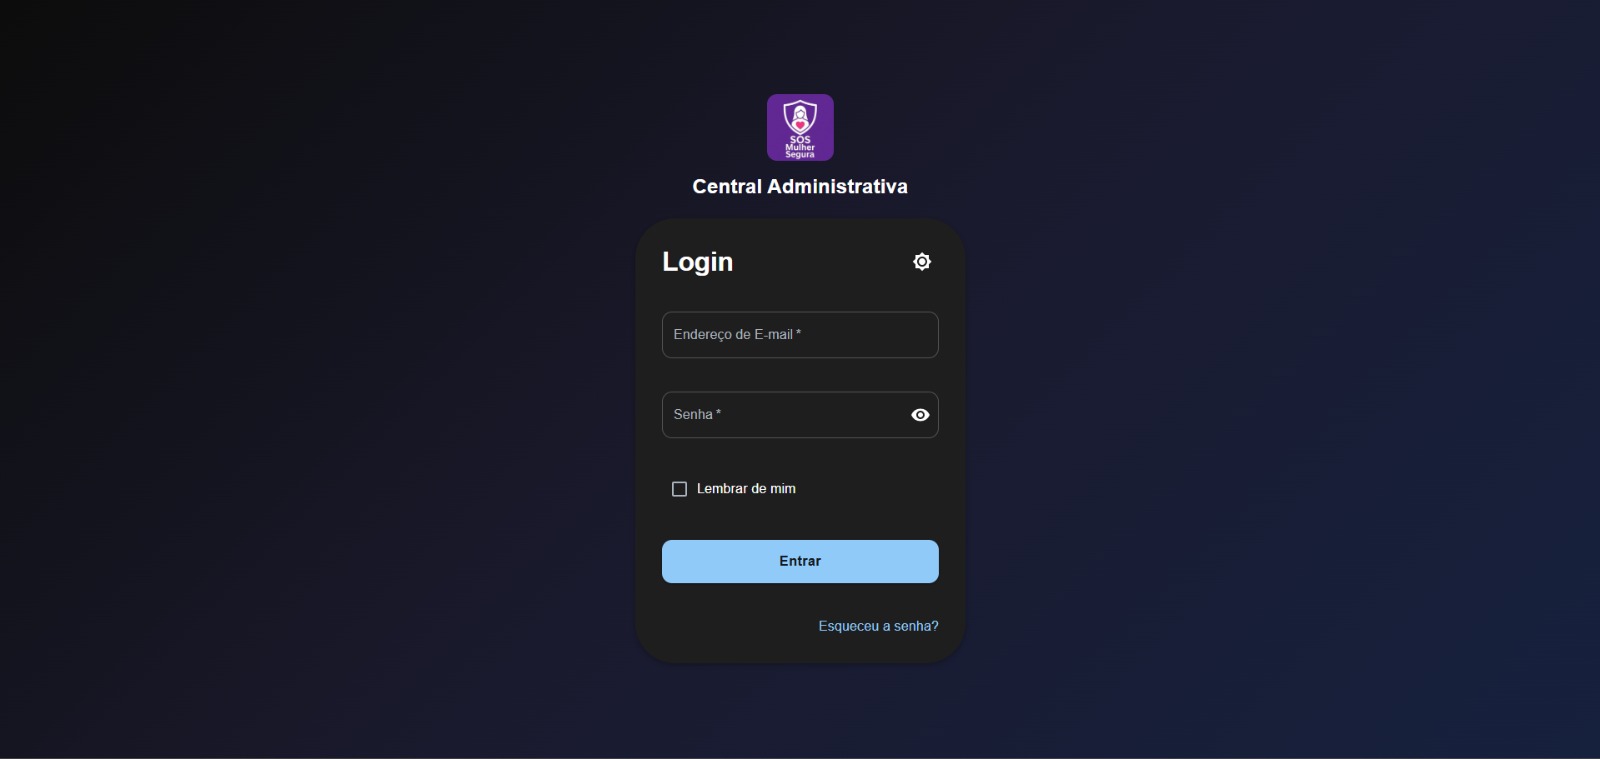 SOS
Mulher
Segura
Central Administrativa
Login
Endereço de E-mail *
Senha *
Lembrar de mim
Entrar
Esqueceu a senha?